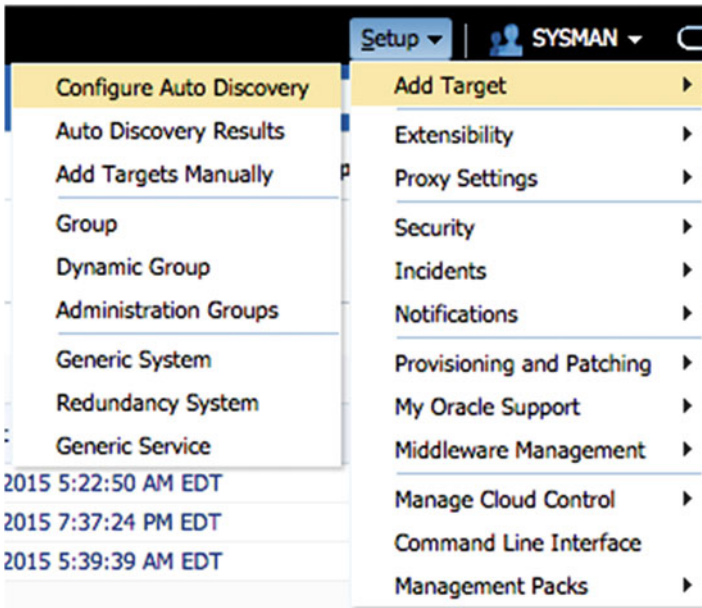 Setup SYSMAN
Configure Auto Discovery
Auto Discovery Results
Add Targets Manually
Group
Dynamic Group
Administration Groups
Generic System
Redundancy System
Generic Service
Add Target
Extensibility
Proxy Settings
Security
Incidents
Notifications
Provisioning and Patching
My Oracle Support
Middleware Management
Manage Cloud Control
Command Line Interface
Management Packs
2015 5:22:50 AM EDT
2015 7:37:24 PM EDT
2015 5:39:39 AM EDT